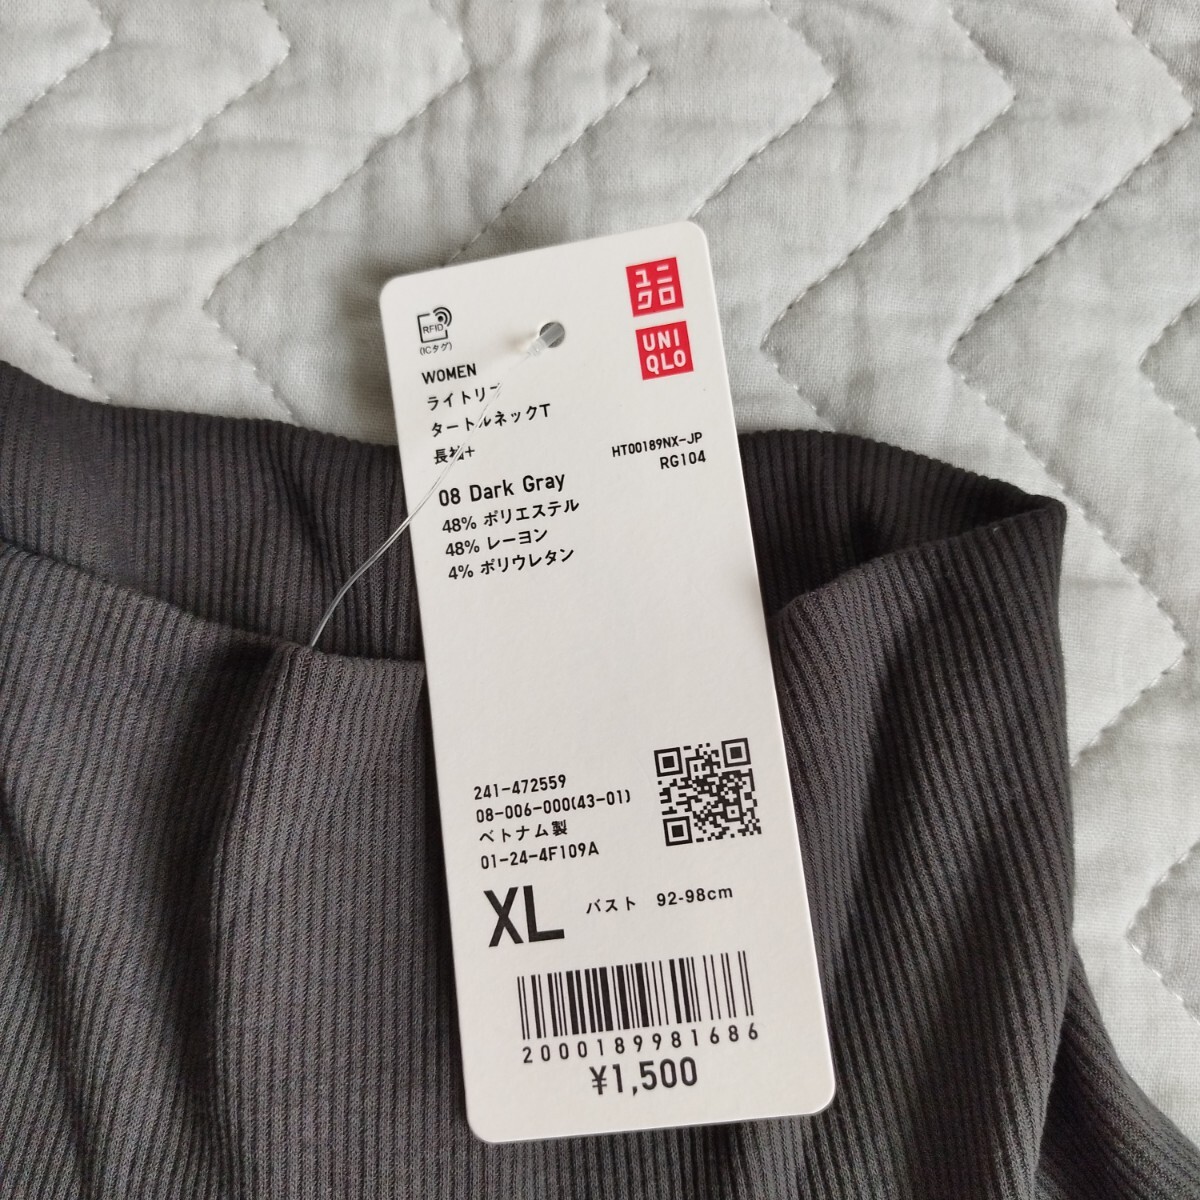 ユニ
クロ
UNI
QLO
RFID
(ICタグ)
WOMEN
ライトリブ
タートルネックT
長袖+
HT00189NX-JP
RG104
08 Dark Gray
48% ポリエステル
48% レーヨン
4% ポリウレタン
241-472559
08-006-000(43-01)
ベトナム製
01-24-4F109A
XL バスト 92-98cm
2000189981686
¥1,500